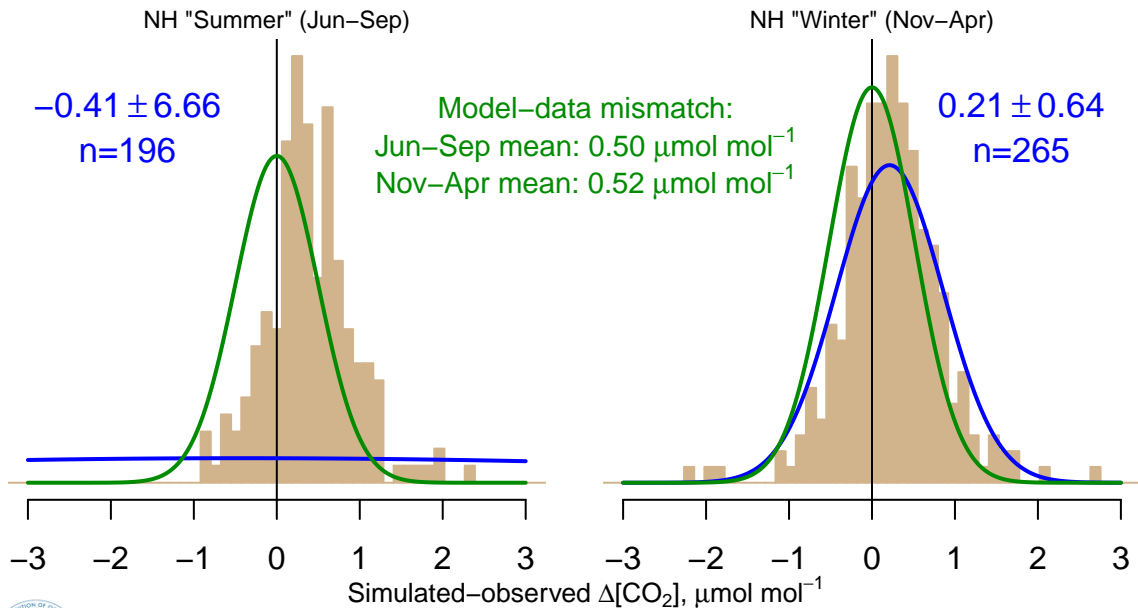 NH "Summer" (Jun−Sep)
NH "Winter" (Nov−Apr)
−0.41 ± 6.66
n=196
Model−data mismatch:
Jun−Sep mean: 0.50 μmol mol⁻¹
Nov−Apr mean: 0.52 μmol mol⁻¹
0.21 ± 0.64
n=265
−3 −2 −1 0 1 2 3
−3 −2 −1 0 1 2 3
Simulated−observed Δ[CO₂], μmol mol⁻¹